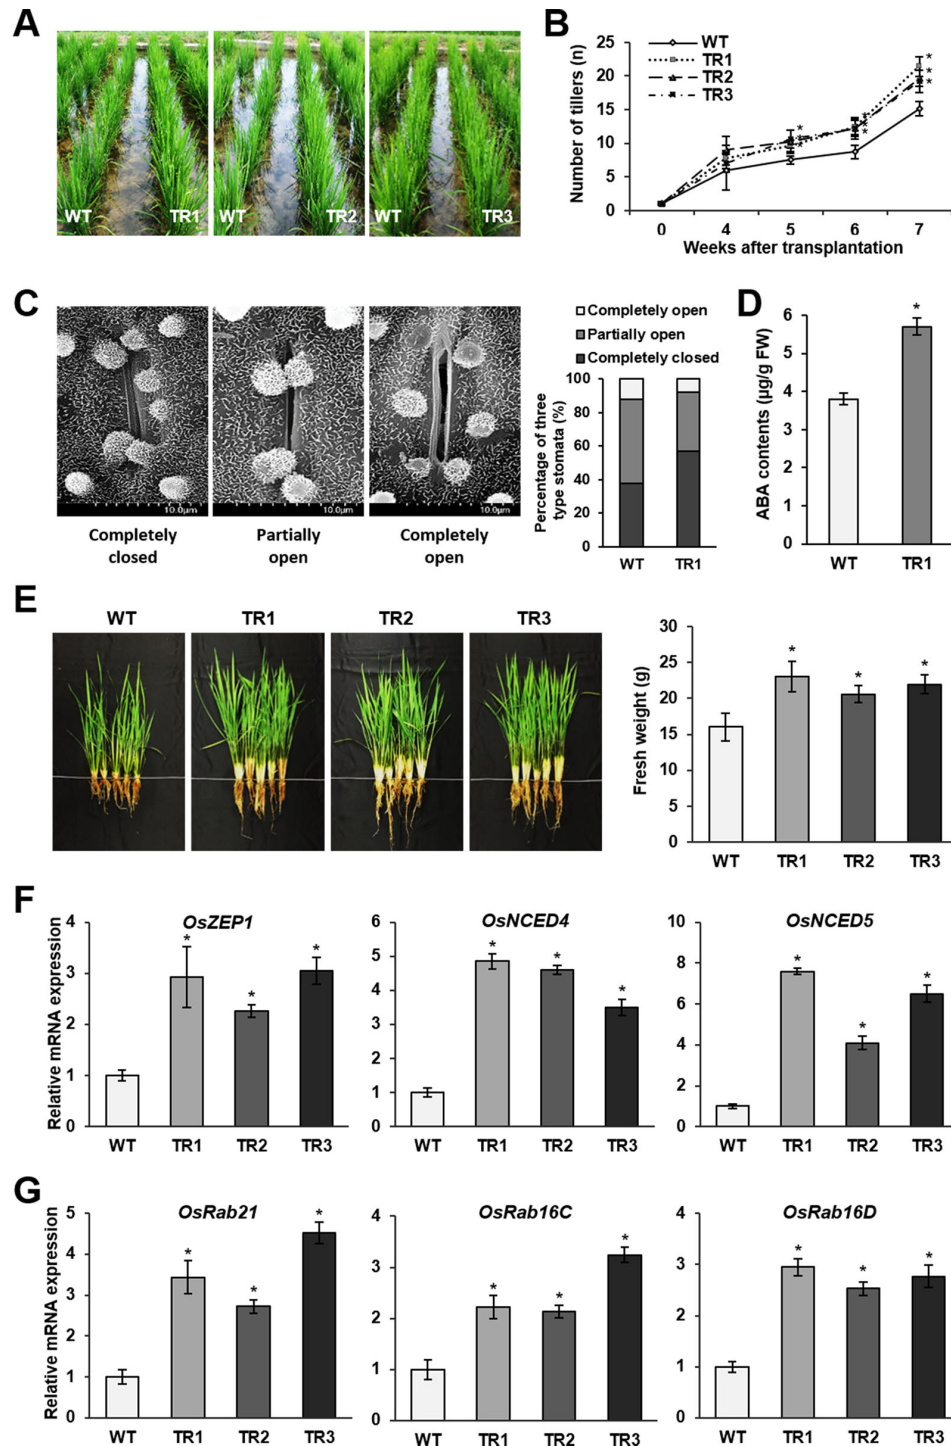 A
WT
TR1
WT
TR2
WT
TR3
B
Number of tillers (n)
25
20
15
10
5
0
WT
TR1
TR2
TR3
*
*
*
*
*
*
*
*
*
0
4
5
6
7
Weeks after transplantation
C
10.0µm
10.0µm
10.0µm
Completely
closed
Partially
open
Completely
open
Completely open
Partially open
Completely closed
Percentage of three
type stomata (%)
100
80
60
40
20
0
WT
TR1
D
ABA contents (µg/g FW)
6
5
4
3
2
1
0
*
WT
TR1
E
WT
TR1
TR2
TR3
Fresh weight (g)
30
25
20
15
10
5
0
*
*
*
WT
TR1
TR2
TR3
F
Relative mRNA expression
OsZEP1
4
3
2
1
0
*
*
*
WT
TR1
TR2
TR3
OsNCED4
6
5
4
3
2
1
0
*
*
*
WT
TR1
TR2
TR3
OsNCED5
10
8
6
4
2
0
*
*
*
WT
TR1
TR2
TR3
G
Relative mRNA expression
OsRab21
5
4
3
2
1
0
*
*
*
WT
TR1
TR2
TR3
OsRab16C
4
3
2
1
0
*
*
*
WT
TR1
TR2
TR3
OsRab16D
4
3
2
1
0
*
*
*
WT
TR1
TR2
TR3